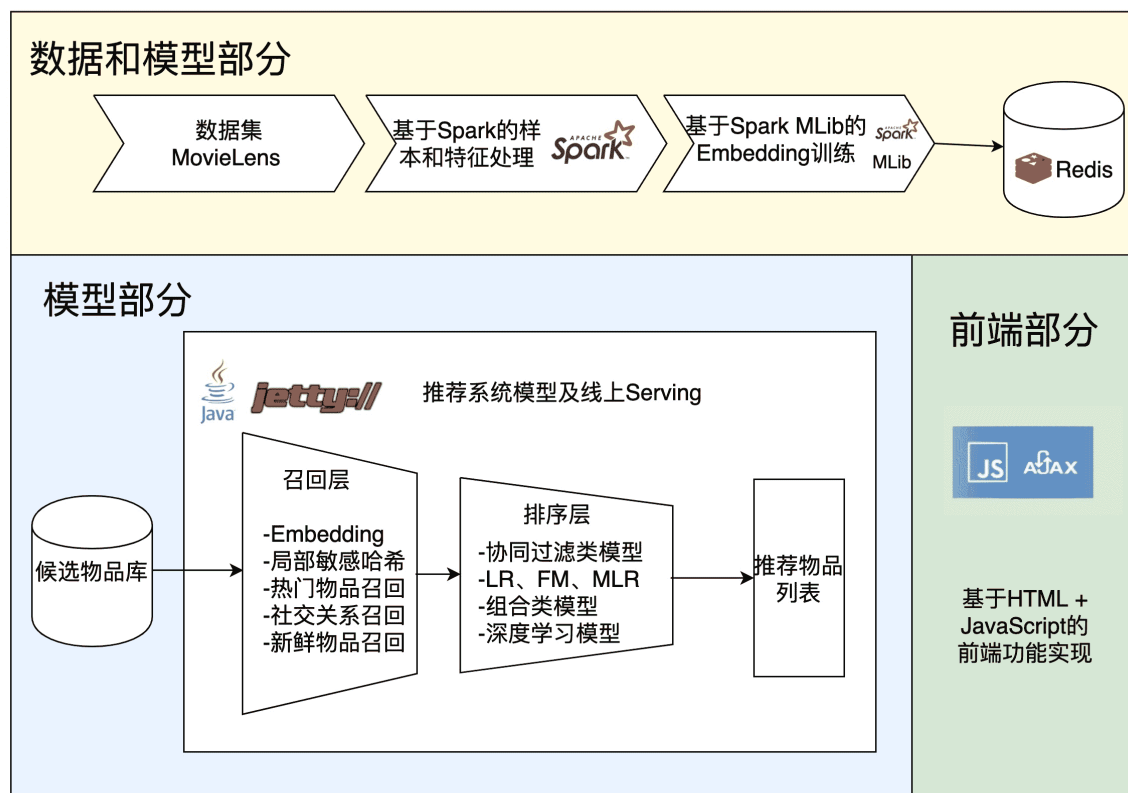 数据和模型部分
数据集
MovieLens
基于Spark的样
本和特征处理
APACHE
Spark
基于Spark MLib的
Embedding训练
APACHE
Spark
MLib
Redis
模型部分
Java
jetty://
推荐系统模型及线上Serving
候选物品库
召回层
-Embedding
-局部敏感哈希
-热门物品召回
-社交关系召回
-新鲜物品召回
排序层
-协同过滤类模型
-LR、FM、MLR
-组合类模型
-深度学习模型
推荐物品
列表
前端部分
JS
AJAX
基于HTML +
JavaScript的
前端功能实现